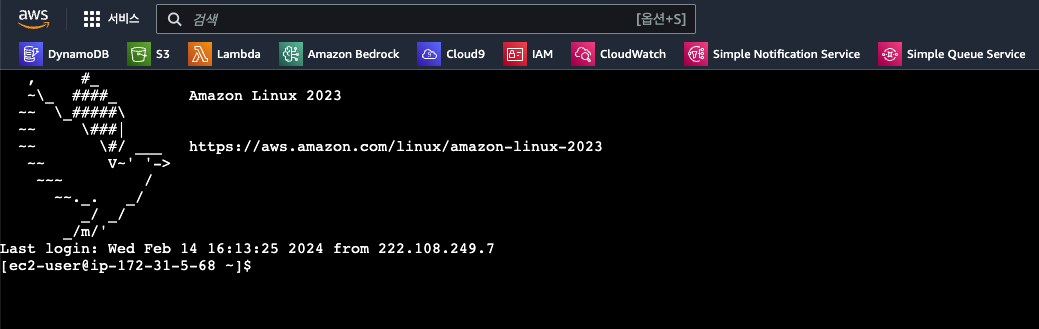 aws 서비스 검색 [옵션+S]
DynamoDB S3 Lambda Amazon Bedrock Cloud9 IAM CloudWatch Simple Notification Service Simple Queue Service
   ,     #_
   ~\_  ####_        Amazon Linux 2023
  ~~  \_#####\
  ~~     \###|
  ~~       \#/ ___   https://aws.amazon.com/linux/amazon-linux-2023
   ~~       V~' '->
    ~~~         /
      ~~._.   _/
         _/ _/
       _/m/'
Last login: Wed Feb 14 16:13:25 2024 from 222.108.249.7
[ec2-user@ip-172-31-5-68 ~]$